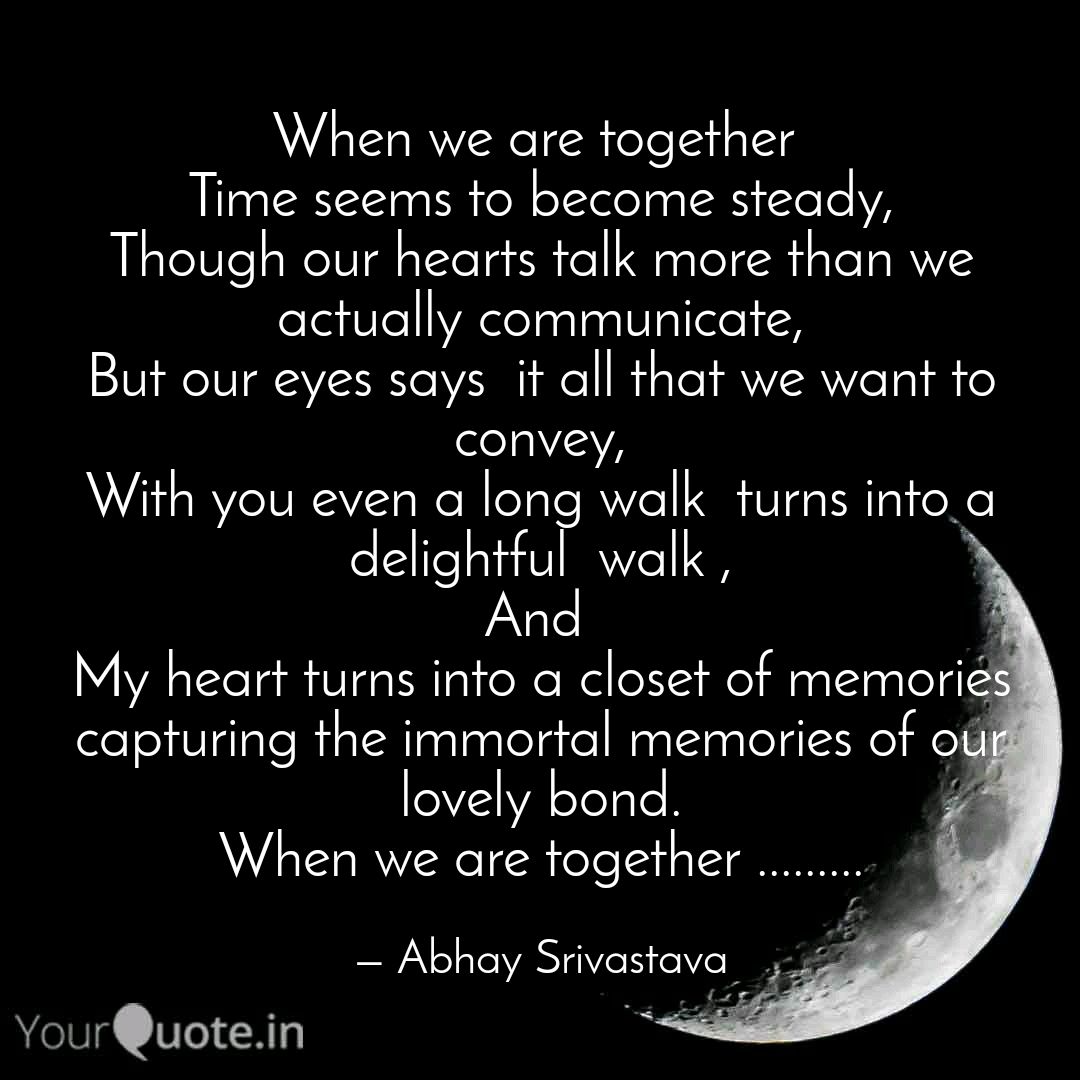 When we are together
Time seems to become steady,
Though our hearts talk more than we
actually communicate,
But our eyes says  it all that we want to
convey,
With you even a long walk  turns into a
delightful  walk ,
And
My heart turns into a closet of memories
capturing the immortal memories of our
lovely bond.
When we are together .........
– Abhay Srivastava
YourQuote.in